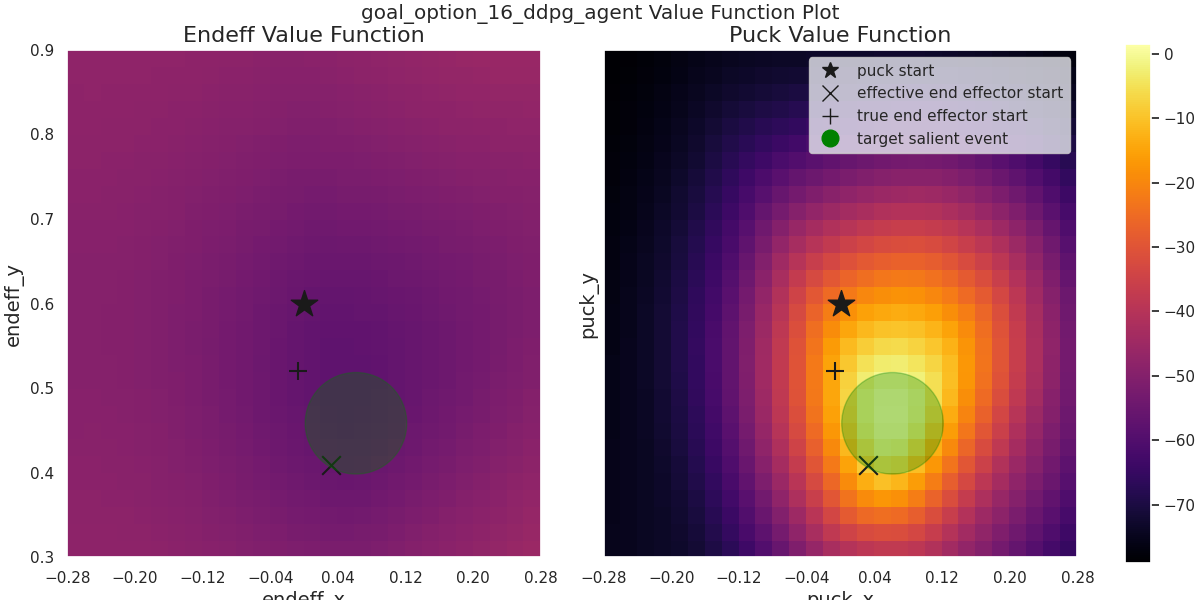 goal_option_16_ddpg_agent Value Function Plot
Endeff Value Function
Puck Value Function
puck start
effective end effector start
true end effector start
target salient event
endeff_y
0.9
0.8
0.7
0.6
0.5
0.4
0.3
−0.28 −0.20 −0.12 −0.04 0.04 0.12 0.20 0.28
endeff_x
puck_y
−0.28 −0.20 −0.12 −0.04 0.04 0.12 0.20 0.28
puck_x
0
−10
−20
−30
−40
−50
−60
−70